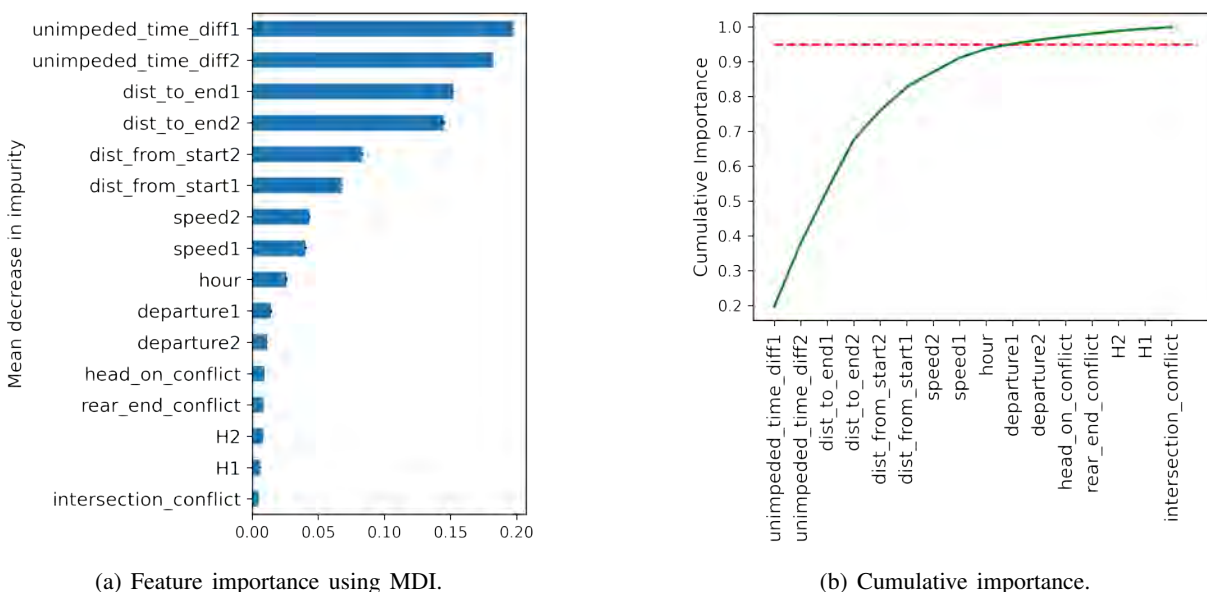 Mean decrease in impurity
unimpeded_time_diff1
unimpeded_time_diff2
dist_to_end1
dist_to_end2
dist_from_start2
dist_from_start1
speed2
speed1
hour
departure1
departure2
head_on_conflict
rear_end_conflict
H2
H1
intersection_conflict
0.00 0.05 0.10 0.15 0.20
(a) Feature importance using MDI.
Cumulative Importance
1.0
0.9
0.8
0.7
0.6
0.5
0.4
0.3
0.2
unimpeded_time_diff1
unimpeded_time_diff2
dist_to_end1
dist_to_end2
dist_from_start2
dist_from_start1
speed2
speed1
hour
departure1
departure2
head_on_conflict
rear_end_conflict
H2
H1
intersection_conflict
(b) Cumulative importance.